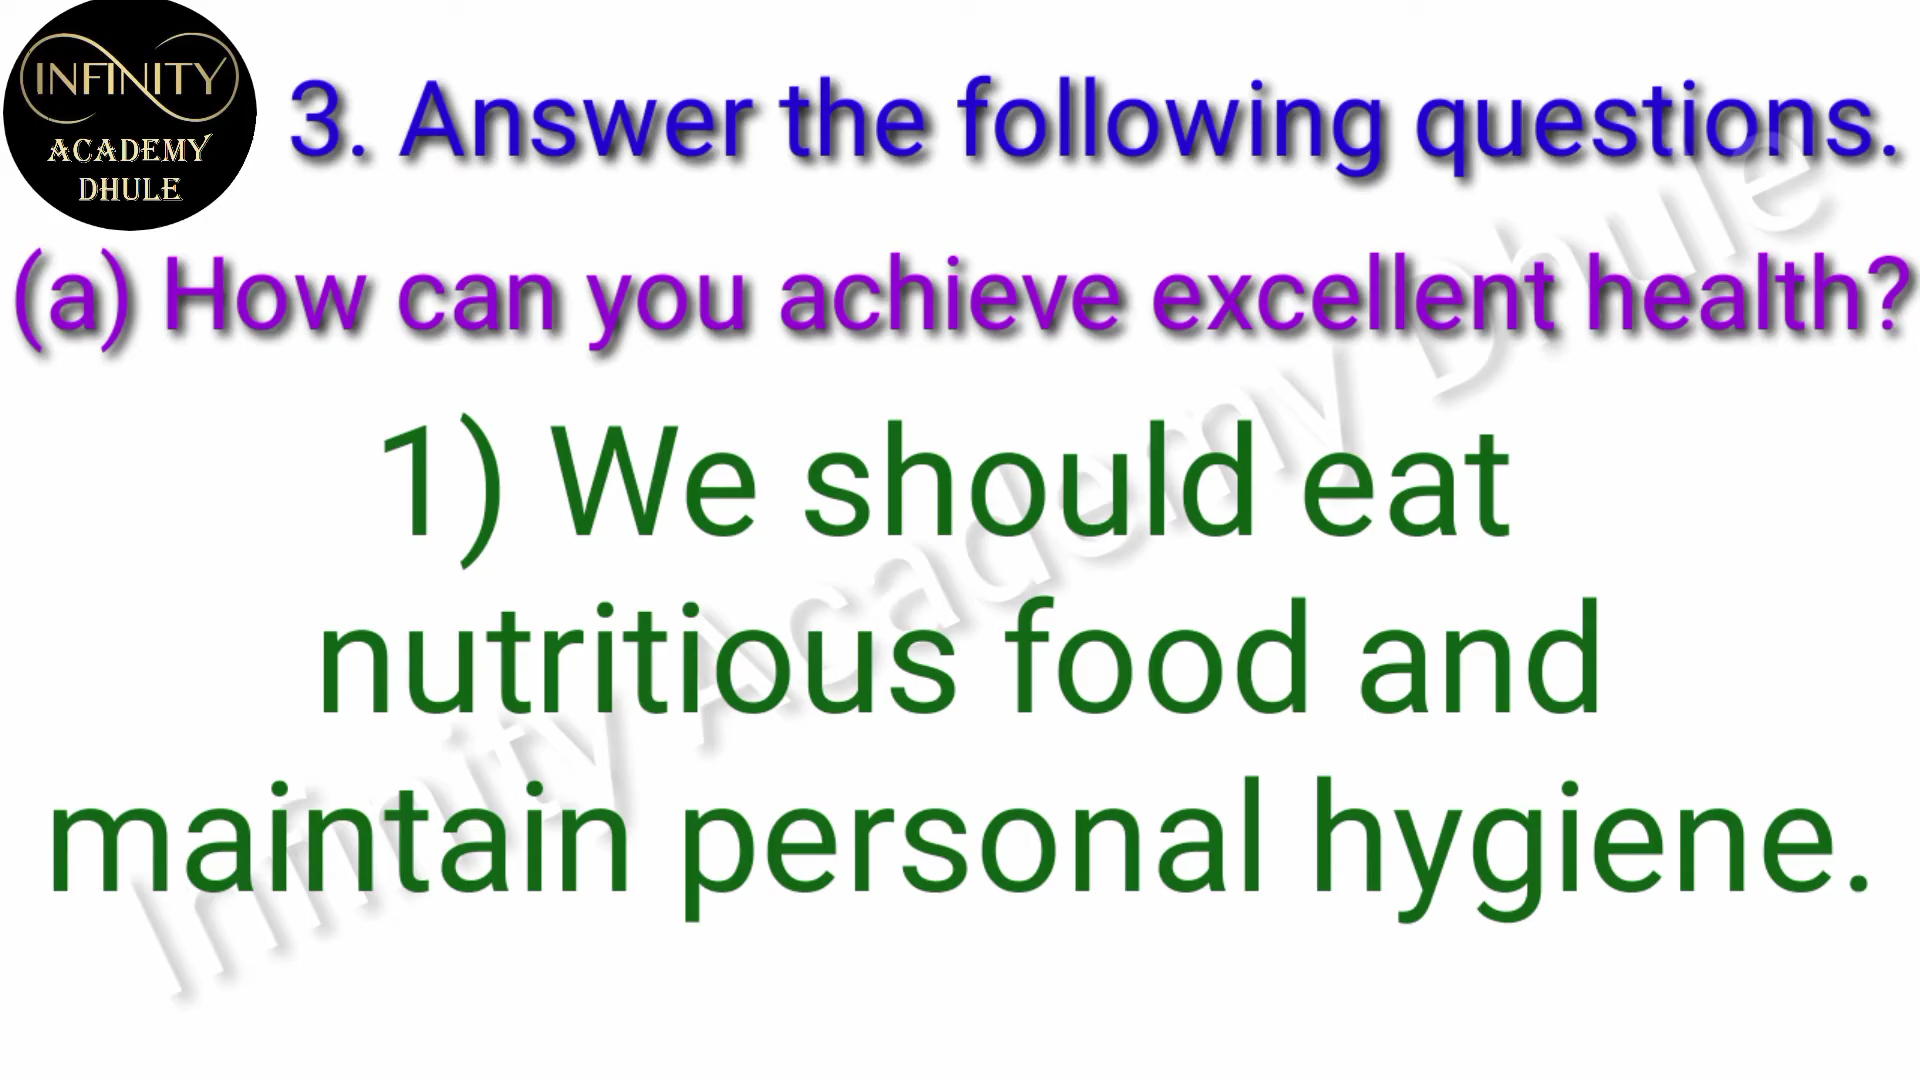 INFINITY
ACADEMY
DHULE
3. Answer the following questions.
(a) How can you achieve excellent health?
1) We should eat
nutritious food and
maintain personal hygiene.
Infinity Academy Dhule